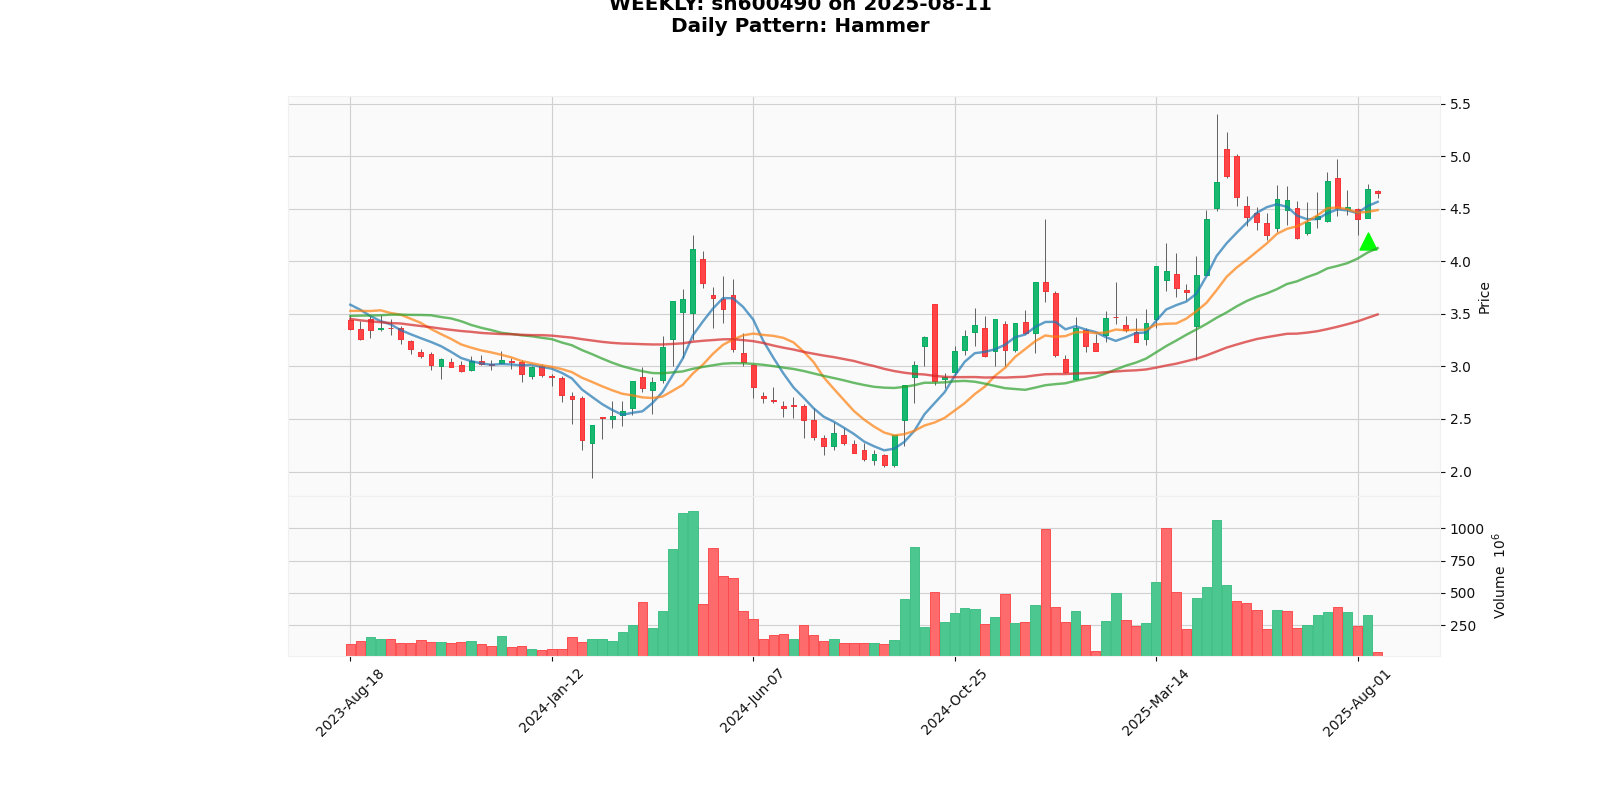 WEEKLY: sh600490 on 2025-08-11
Daily Pattern: Hammer
5.5
5.0
4.5
4.0
3.5
3.0
2.5
2.0
Price
1000
750
500
250
Volume 10⁶
2023-Aug-18
2024-Jan-12
2024-Jun-07
2024-Oct-25
2025-Mar-14
2025-Aug-01